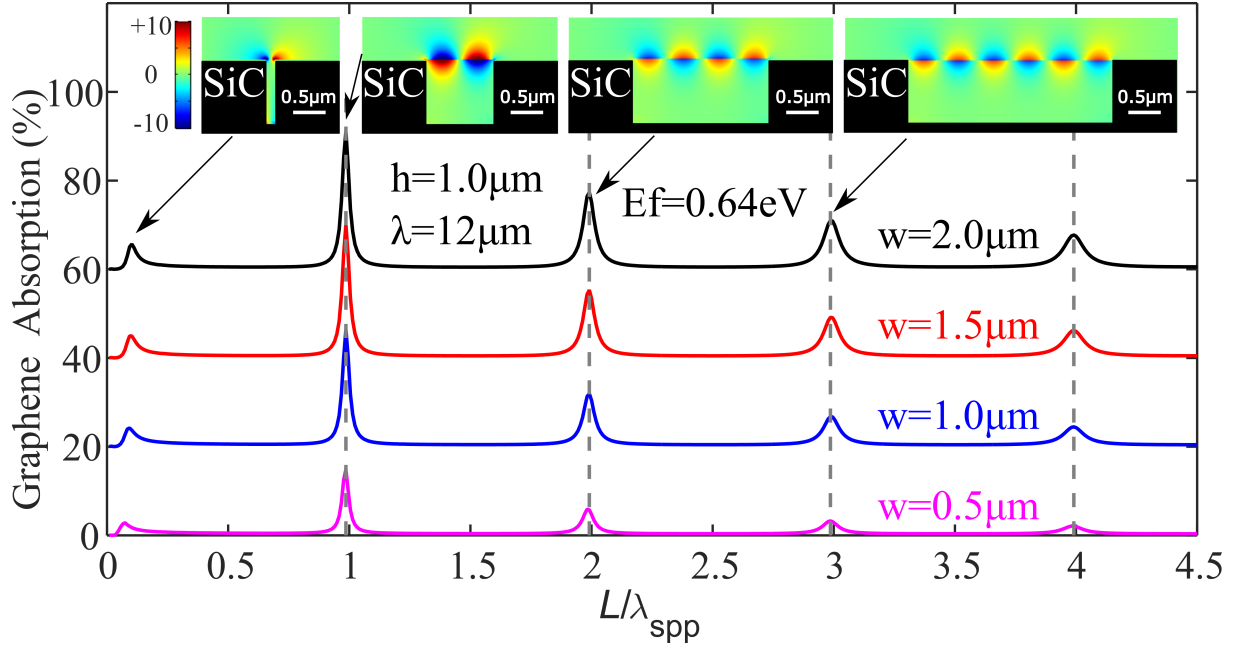 +10
0
-10
SiC
0.5μm
SiC
0.5μm
SiC
0.5μm
SiC
0.5μm
Graphene Absorption (%)
100
80
60
40
20
0
h=1.0μm
λ=12μm
Ef=0.64eV
w=2.0μm
w=1.5μm
w=1.0μm
w=0.5μm
0 0.5 1 1.5 2 2.5 3 3.5 4 4.5
L/λspp